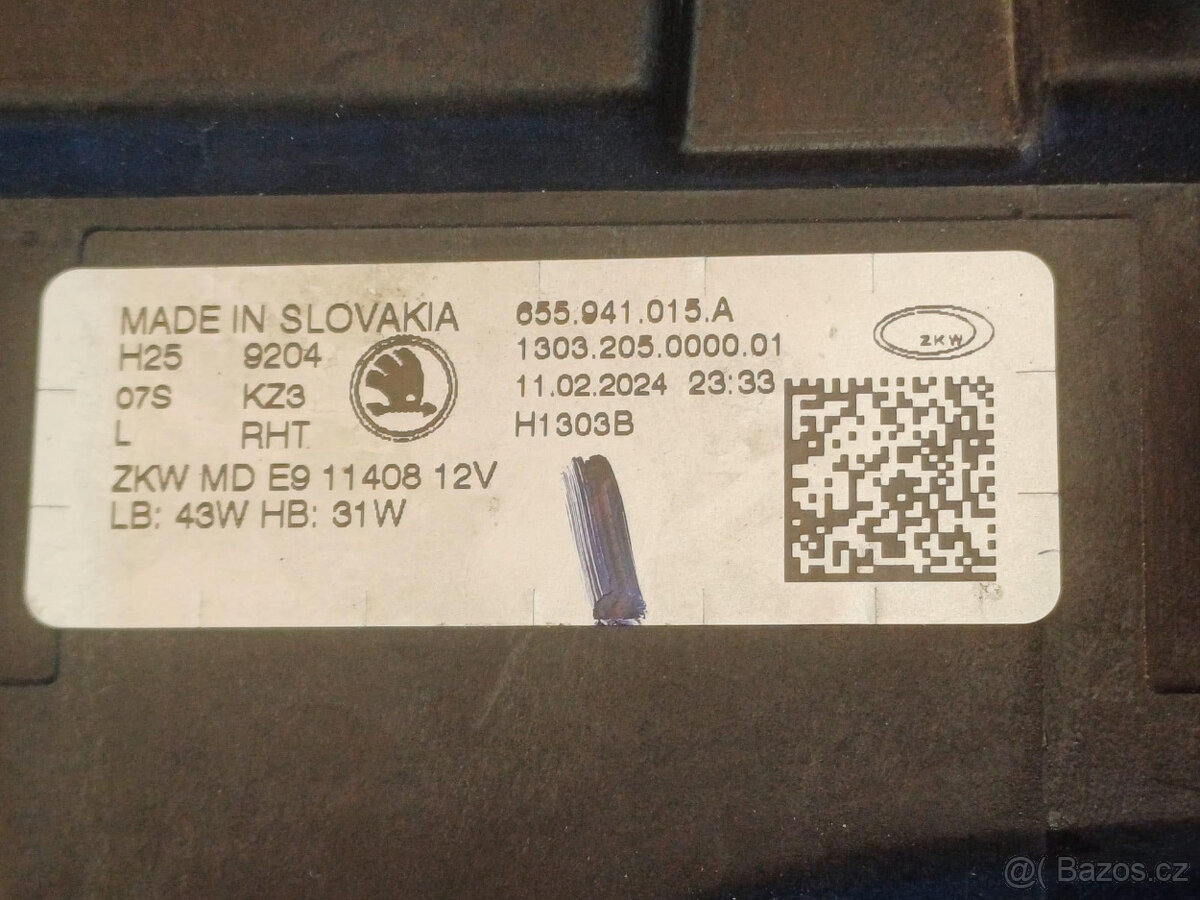 MADE IN SLOVAKIA
H25 9204
07S KZ3
L RHT
ZKW MD E9 11408 12V
LB: 43W HB: 31W
655.941.015.A
1303.205.0000.01
11.02.2024 23:33
H1303B
ZKW
@( Bazos.cz